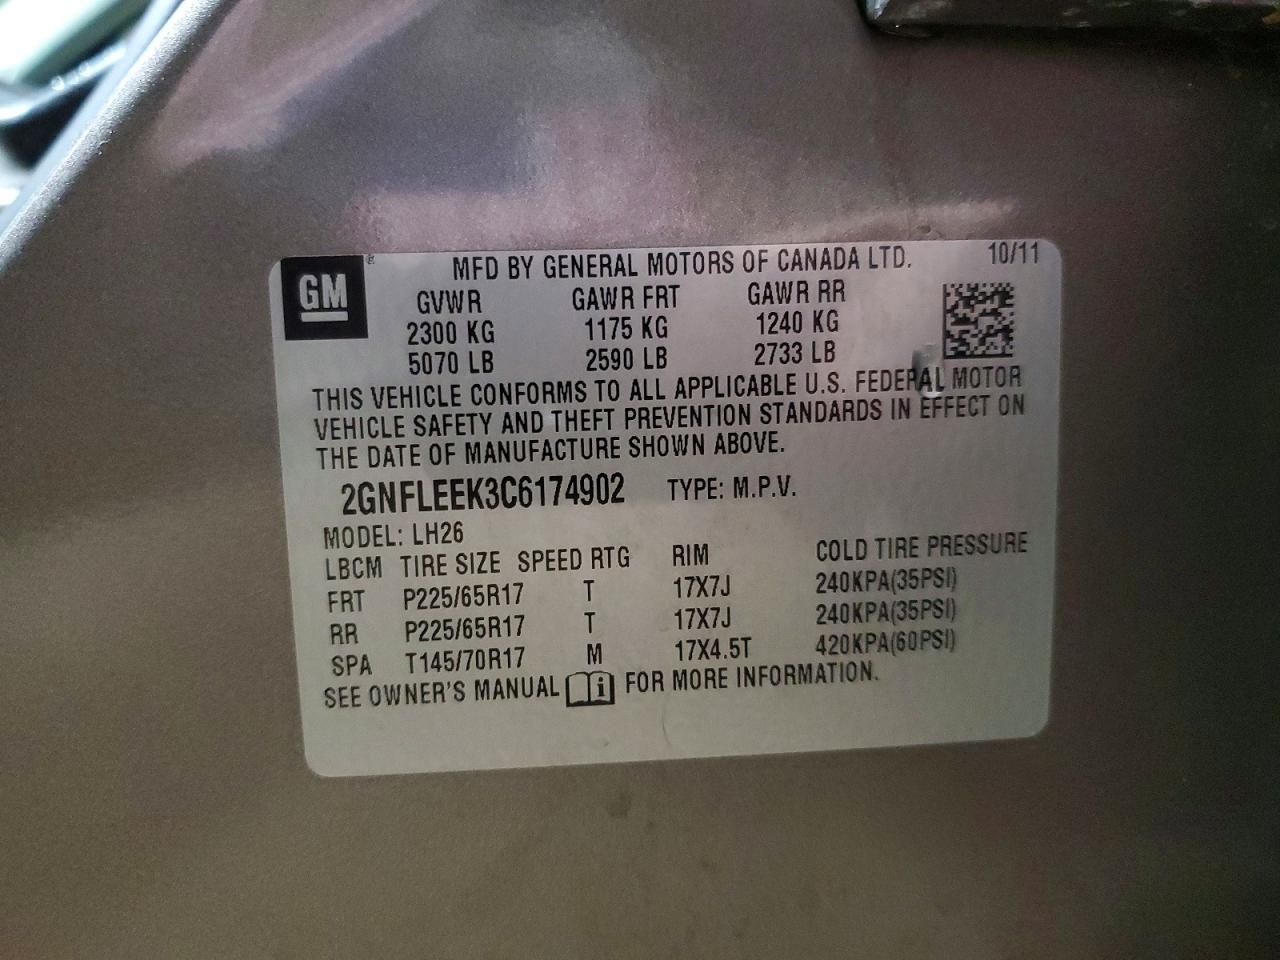 GM®
MFD BY GENERAL MOTORS OF CANADA LTD. 10/11
GVWR GAWR FRT GAWR RR
2300 KG 1175 KG 1240 KG
5070 LB 2590 LB 2733 LB
THIS VEHICLE CONFORMS TO ALL APPLICABLE U.S. FEDERAL MOTOR
VEHICLE SAFETY AND THEFT PREVENTION STANDARDS IN EFFECT ON
THE DATE OF MANUFACTURE SHOWN ABOVE.
2GNFLEEK3C6174902 TYPE: M.P.V.
MODEL: LH26
LBCM TIRE SIZE SPEED RTG RIM COLD TIRE PRESSURE
FRT P225/65R17 T 17X7J 240KPA(35PSI)
RR P225/65R17 T 17X7J 240KPA(35PSI)
SPA T145/70R17 M 17X4.5T 420KPA(60PSI)
SEE OWNER'S MANUAL i FOR MORE INFORMATION.